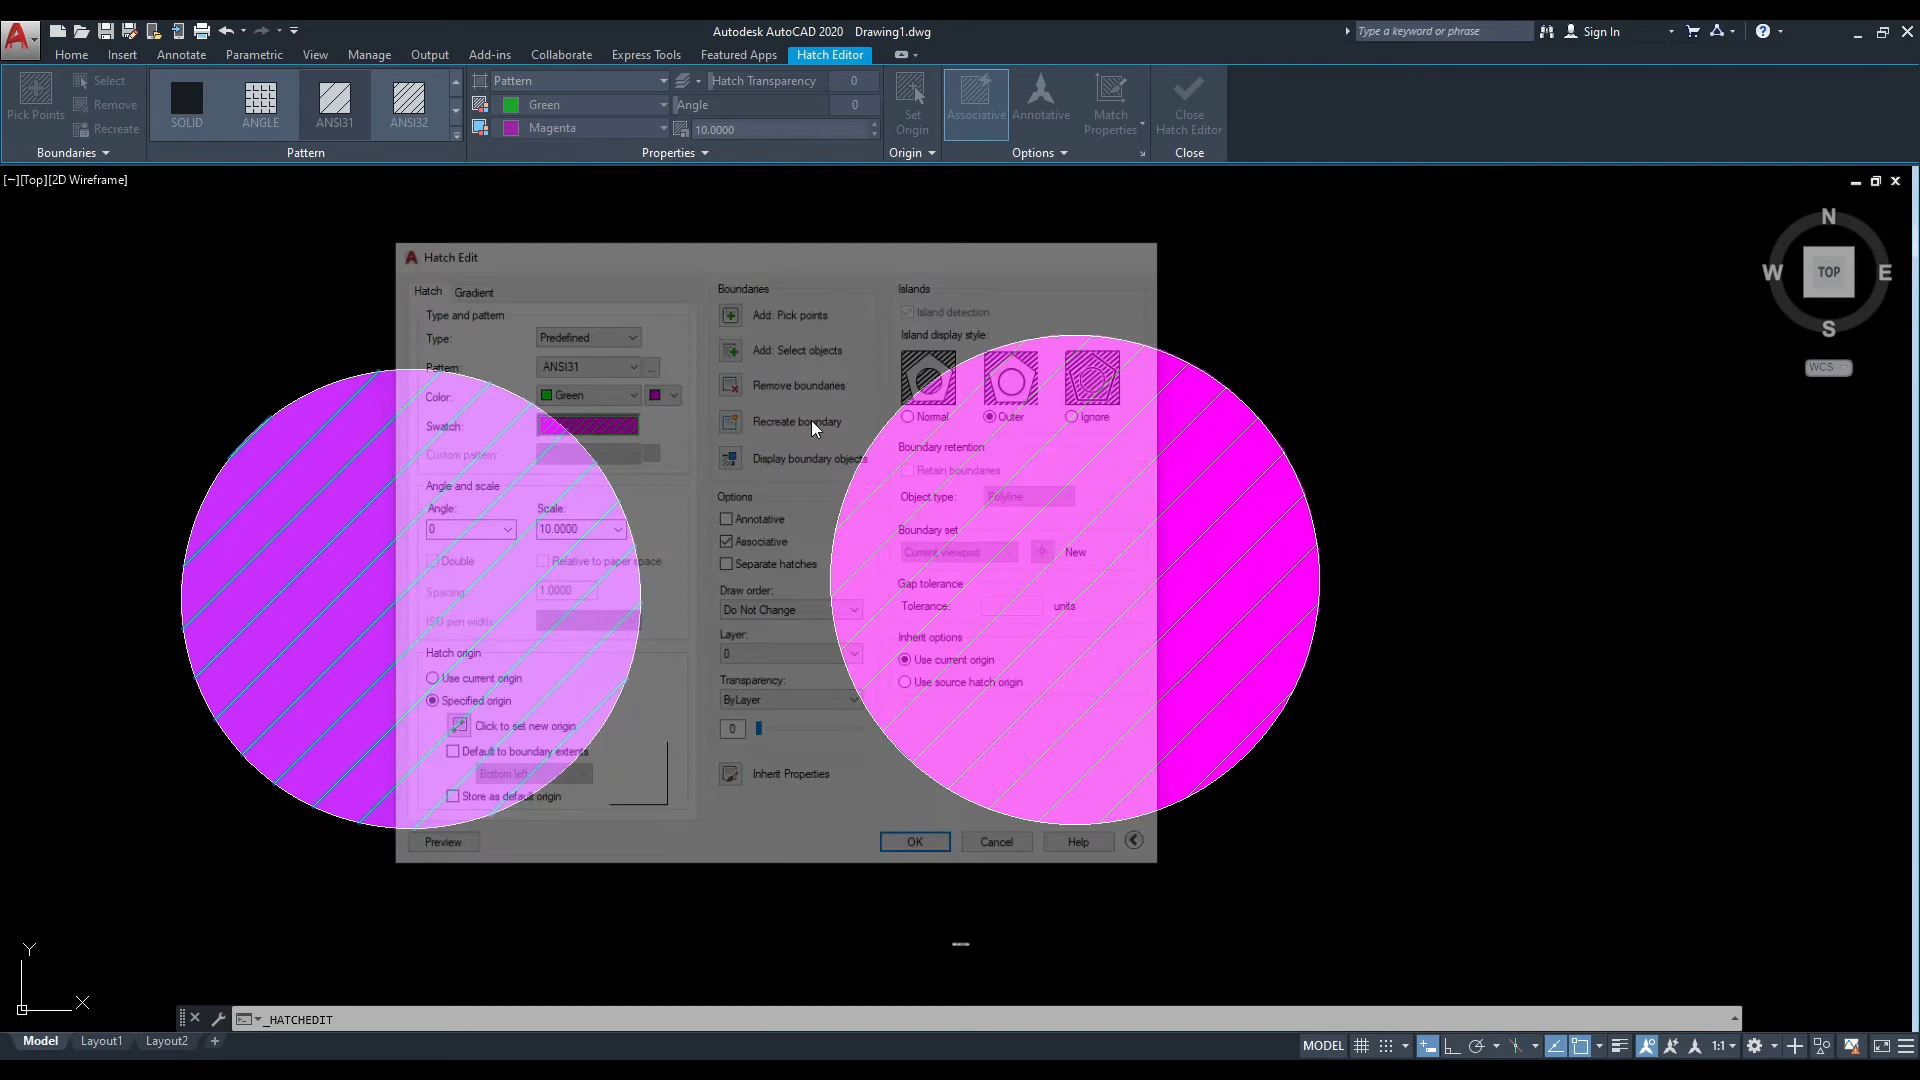 Autodesk AutoCAD 2020 Drawing1.dwg
Type a keyword or phrase
Sign In
Home Insert Annotate Parametric View Manage Output Add-ins Collaborate Express Tools Featured Apps Hatch Editor
Pick Points
Select
Remove
Recreate
Boundaries
SOLID
ANGLE
ANSI31
ANSI32
Pattern
Pattern
Green
Magenta
Hatch Transparency 0
Angle 0
10.0000
Properties
Set Origin
Origin
Associative
Annotative
Match Properties
Options
Close Hatch Editor
Close
[−][Top][2D Wireframe]
N
W TOP E
S
WCS
Hatch Edit
Hatch Gradient
Type and pattern
Type: Predefined
Pattern: ANSI31 ...
Color: Green
Swatch:
Custom pattern:
Angle and scale
Angle: Scale:
0 10.0000
Double Relative to paper space
Spacing: 1.0000
ISO pen width:
Hatch origin
Use current origin
Specified origin
Click to set new origin
Default to boundary extents
Bottom left
Store as default origin
Preview
Boundaries
Add: Pick points
Add: Select objects
Remove boundaries
Recreate boundary
Display boundary objects
Options
Annotative
Associative
Separate hatches
Draw order:
Do Not Change
Layer:
0
Transparency:
ByLayer
0
Inherit Properties
Islands
Island detection
Island display style:
Normal Outer Ignore
Boundary retention
Retain boundaries
Object type: Polyline
Boundary set
Current viewport New
Gap tolerance
Tolerance: units
Inherit options
Use current origin
Use source hatch origin
OK Cancel Help
Y
X
_HATCHEDIT
Model Layout1 Layout2 +
MODEL
1:1